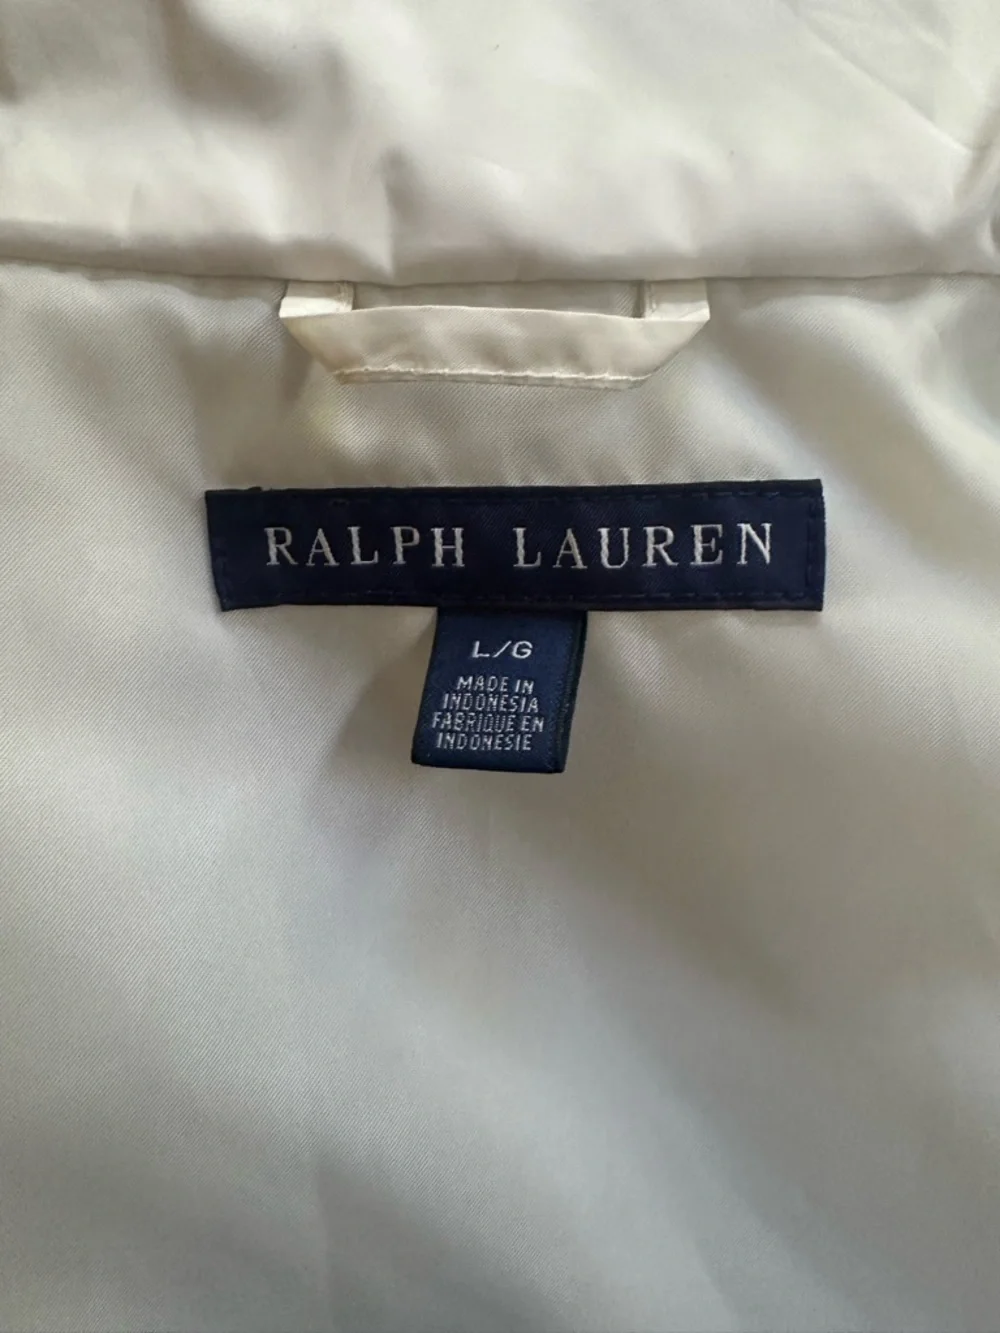 RALPH LAUREN
L/G
MADE IN
INDONESIA
FABRIQUE EN
INDONESIE